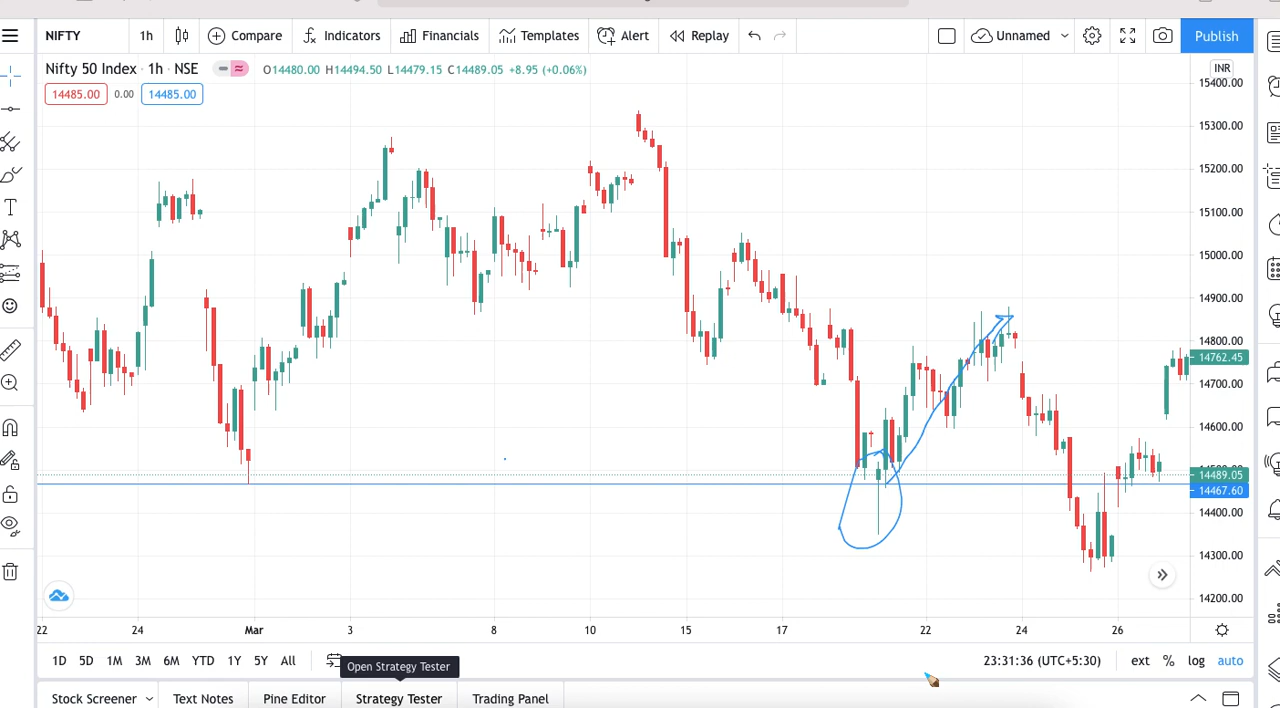 NIFTY 1h Compare Indicators Financials Templates Alert Replay Unnamed Publish
Nifty 50 Index · 1h · NSE O14480.00 H14494.50 L14479.15 C14489.05 +8.95 (+0.06%) INR
14485.00 0.00 14485.00
15400.00
15300.00
15200.00
15100.00
15000.00
14900.00
14800.00
14762.45
14700.00
14600.00
14489.05
14467.60
14400.00
14300.00
14200.00
22 24 Mar 3 8 10 15 17 22 24 26
1D 5D 1M 3M 6M YTD 1Y 5Y All 23:31:36 (UTC+5:30) ext % log auto
Open Strategy Tester
Stock Screener Text Notes Pine Editor Strategy Tester Trading Panel